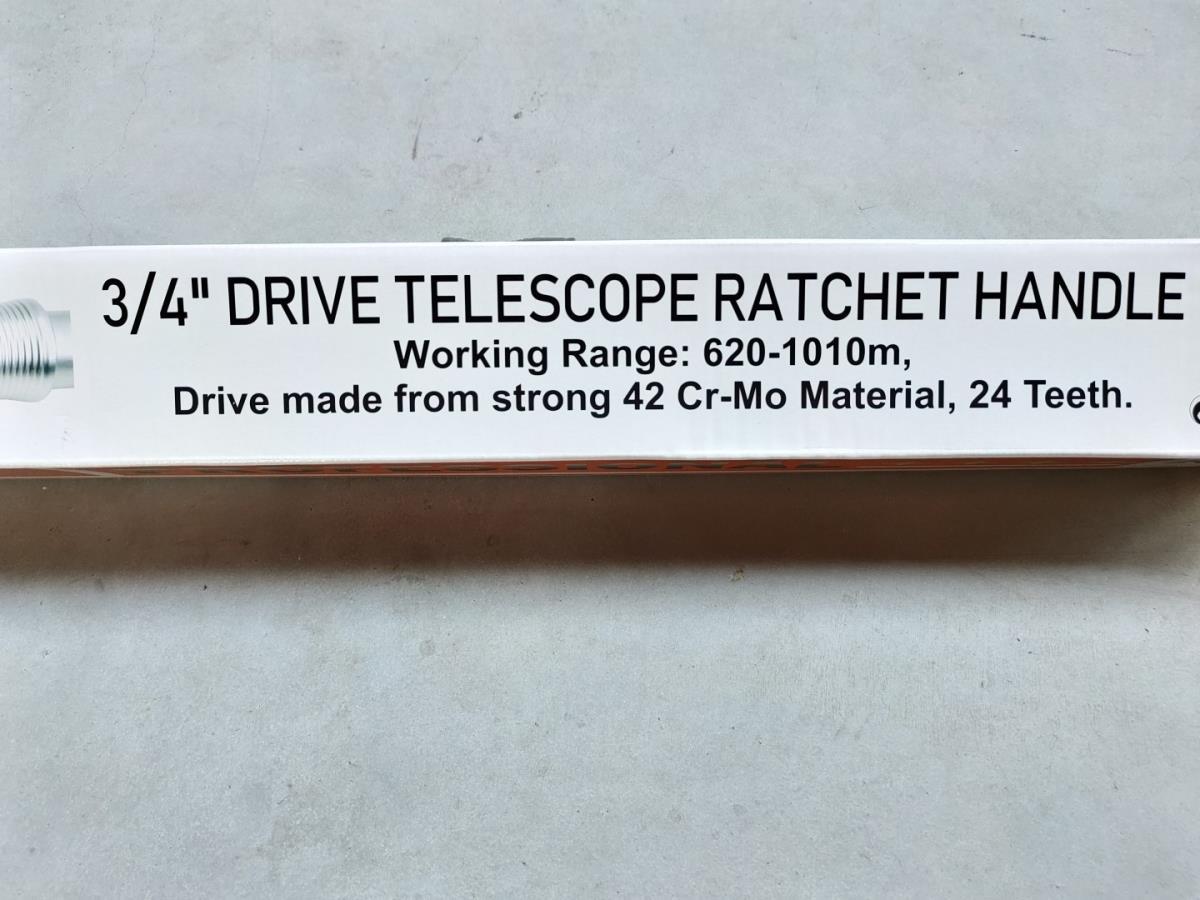 3/4" DRIVE TELESCOPE RATCHET HANDLE
Working Range: 620-1010m,
Drive made from strong 42 Cr-Mo Material, 24 Teeth.